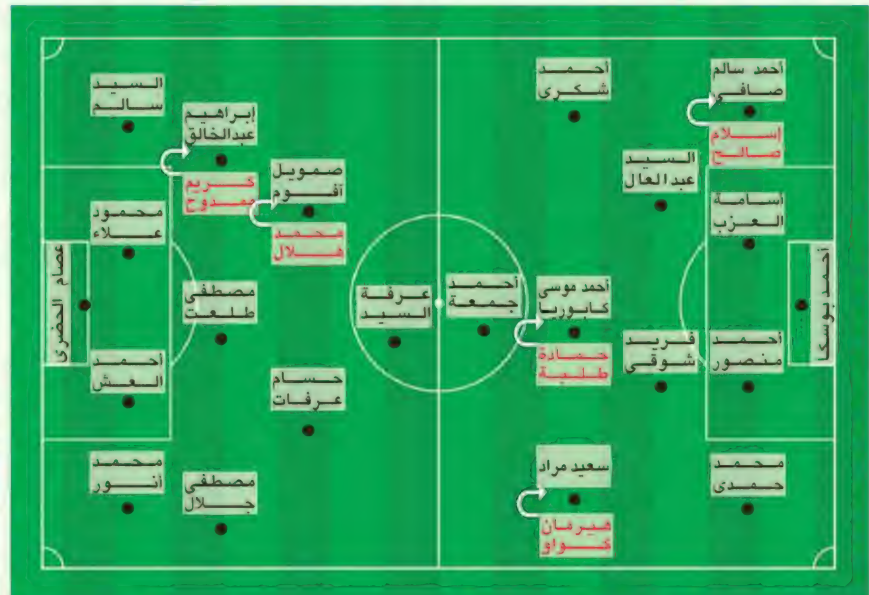 أحمد سالم
صافي
إسلام
صالح
أحمد
شكرى
السيد
عبدالعال
أسامة
العزب
أحمد بوسكا
أحمد
منصور
فريد
شوقي
أحمد موسى
كابوريا
حمادة
طلبة
أحمد
جمعة
سعيد مراد
هيرمان
كواو
محمد
حمدى
السيد
سالم
إبراهيم
عبدالخالق
كريم
ممدوح
صمويل
أفوم
محمد
هلال
محمود
علاء
عصام الحضرى
مصطفى
طلعت
عرفة
السيد
أحمد
العش
حسام
عرفات
محمد
أنور
مصطفى
جلال